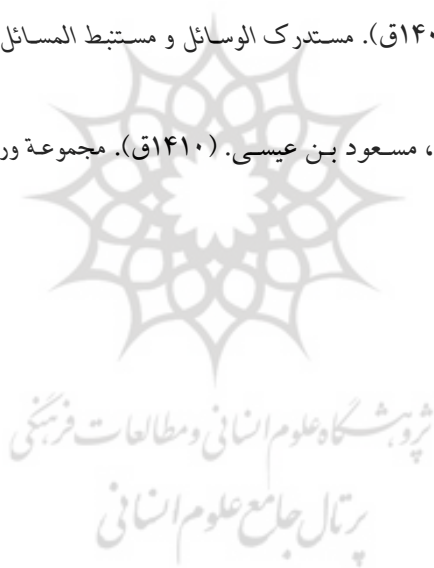 ۱۴۰ق). مستدرک الوسائل و مستنبط المسائل
، مسعود بن عیسی. (۱۴۱۰ق). مجموعة ور
پژوهشگاه علوم انسانی و مطالعات فرهنگی
پرتال جامع علوم انسانی